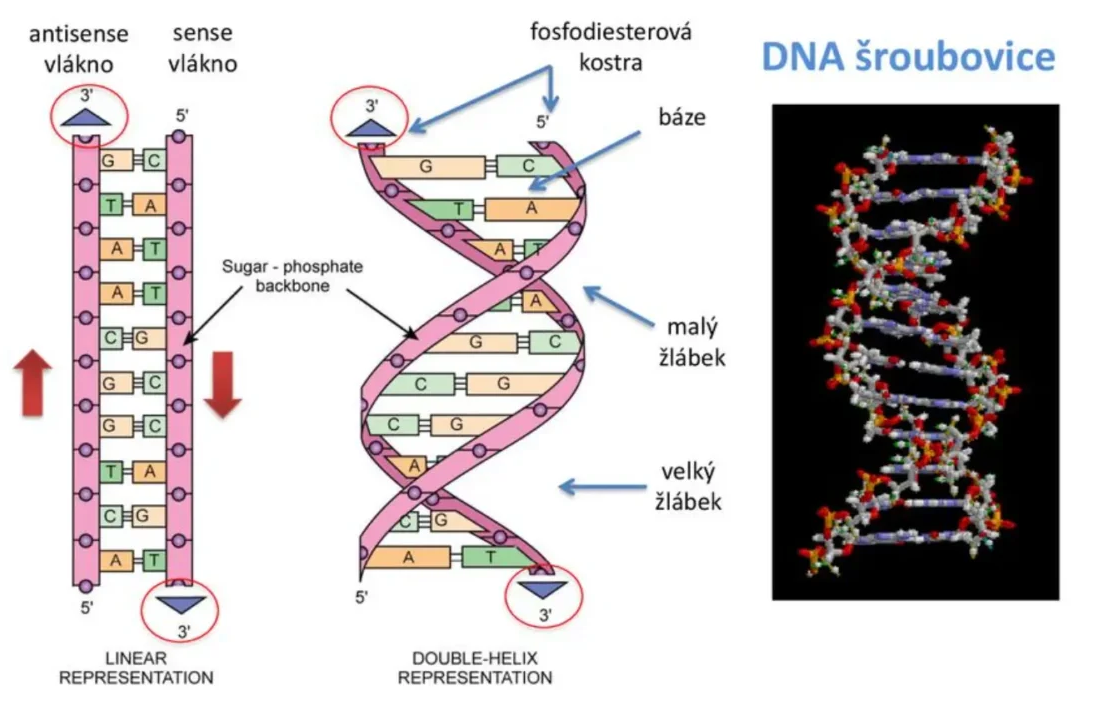 antisense
vlákno
sense
vlákno
fosfodiesterová
kostra
DNA šroubovice
báze
3'
5'
3'
5'
G C
T A
A T
A T
C G
G C
G C
T A
C G
A T
Sugar - phosphate
backbone
G C
T A
A T
A
G C
C G
C G
A
C G
A T
malý
žlábek
velký
žlábek
5'
3'
5'
3'
LINEAR
REPRESENTATION
DOUBLE-HELIX
REPRESENTATION